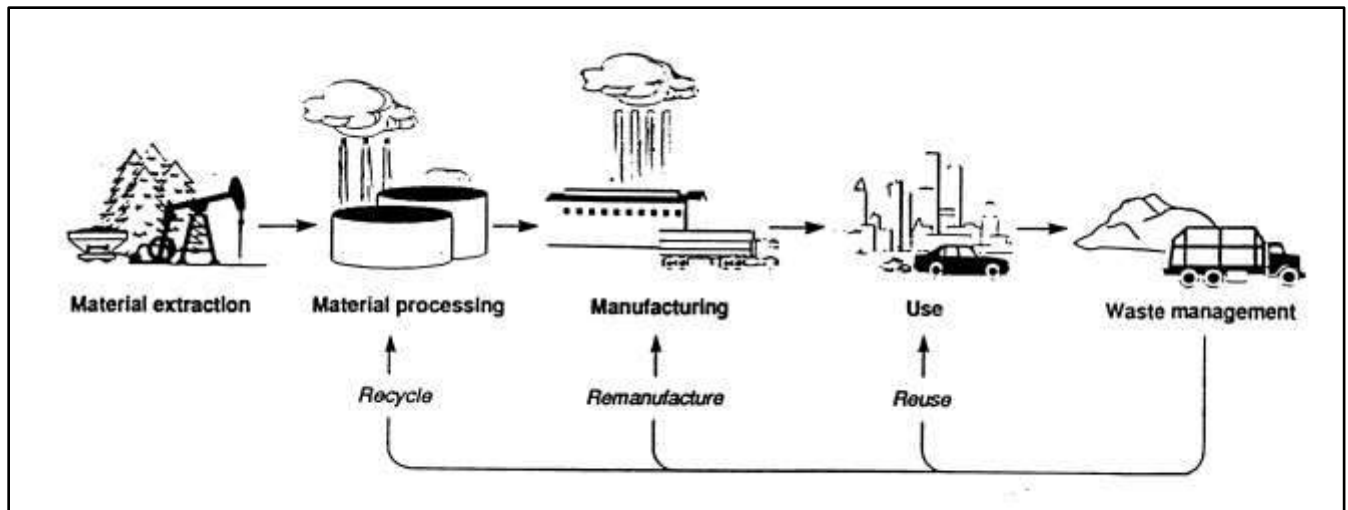 Material extraction
Material processing
Manufacturing
Use
Waste management
Recycle
Remanufacture
Reuse